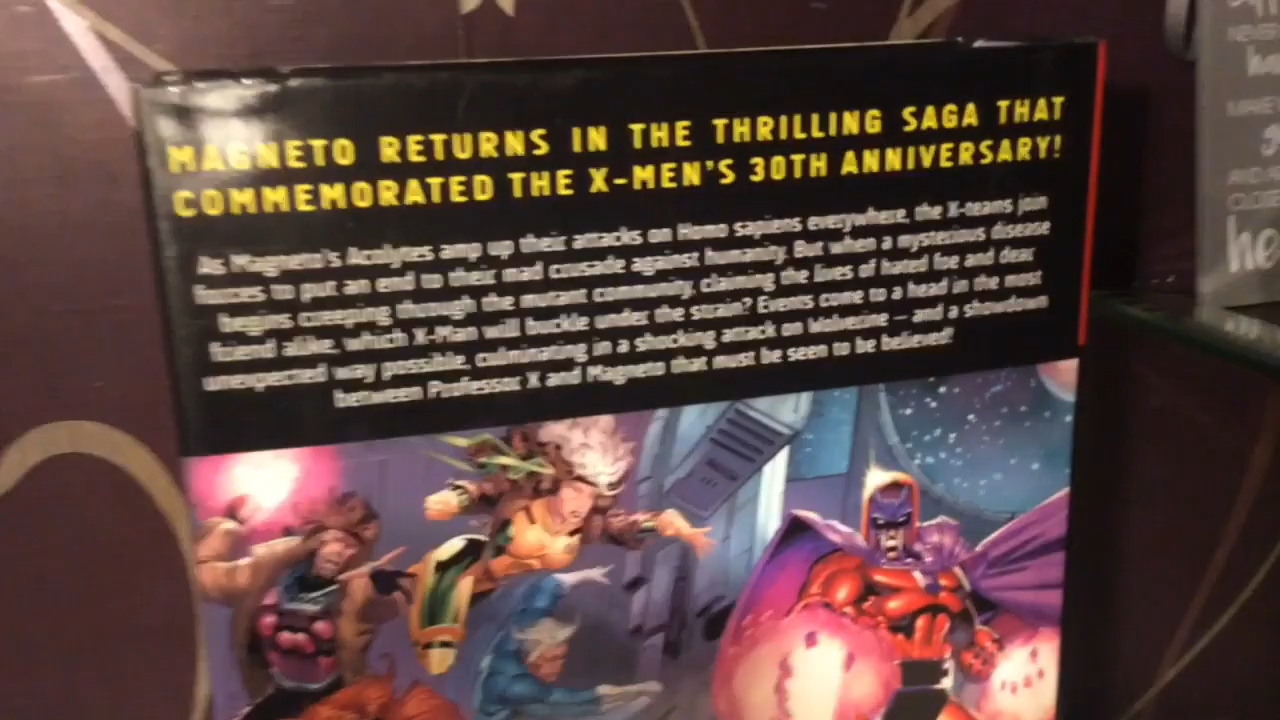 MAGNETO RETURNS IN THE THRILLING SAGA THAT
COMMEMORATED THE X-MEN'S 30TH ANNIVERSARY!
As Magneto's Acolytes amp up their attacks on Homo sapiens everywhere, the X-teams join
forces to put an end to their mad crusade against humanity. But when a mysterious disease
begins creeping through the mutant community, claiming the lives of hated foe and dear
friend alike, which X-Man will buckle under the strain? Events come to a head in the most
unexpected way possible, culminating in a shocking attack on Wolverine – and a showdown
between Professor X and Magneto that must be seen to be believed!
NEVER
MAKE